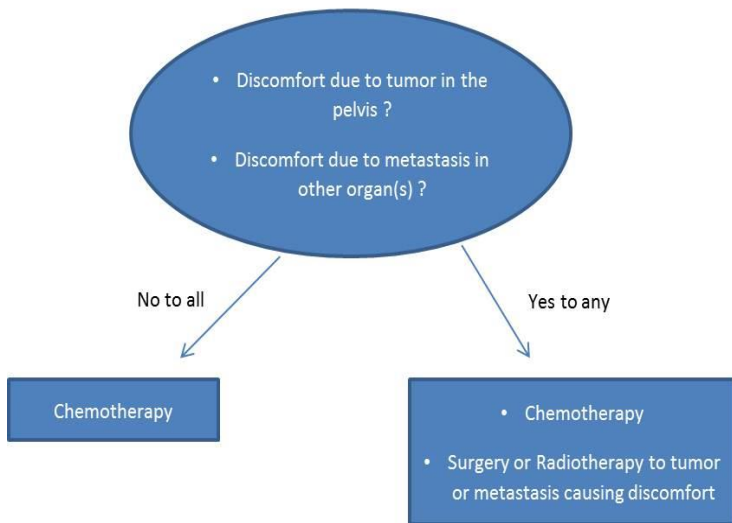 • Discomfort due to tumor in the
pelvis ?
• Discomfort due to metastasis in
other organ(s) ?
No to all
Yes to any
Chemotherapy
• Chemotherapy
• Surgery or Radiotherapy to tumor
or metastasis causing discomfort